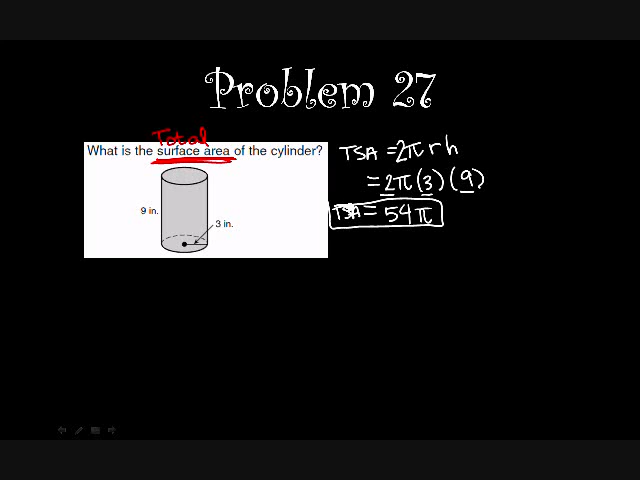 Problem 27
Total
What is the surface area of the cylinder?
9 in.
3 in.
TSA = 2πrh
= 2π(3)(9)
TSA = 54π